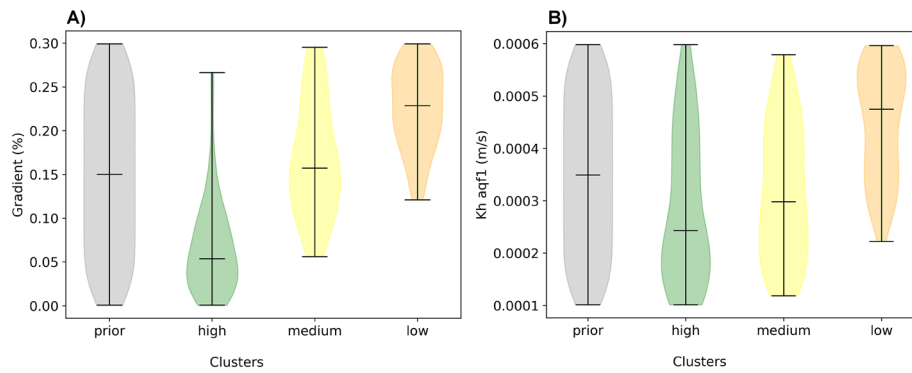 A)
0.30
0.25
0.20
0.15
0.10
0.05
0.00
Gradient (%)
prior high medium low
Clusters
B)
0.0006
0.0005
0.0004
0.0003
0.0002
0.0001
Kh aqf1 (m/s)
prior high medium low
Clusters